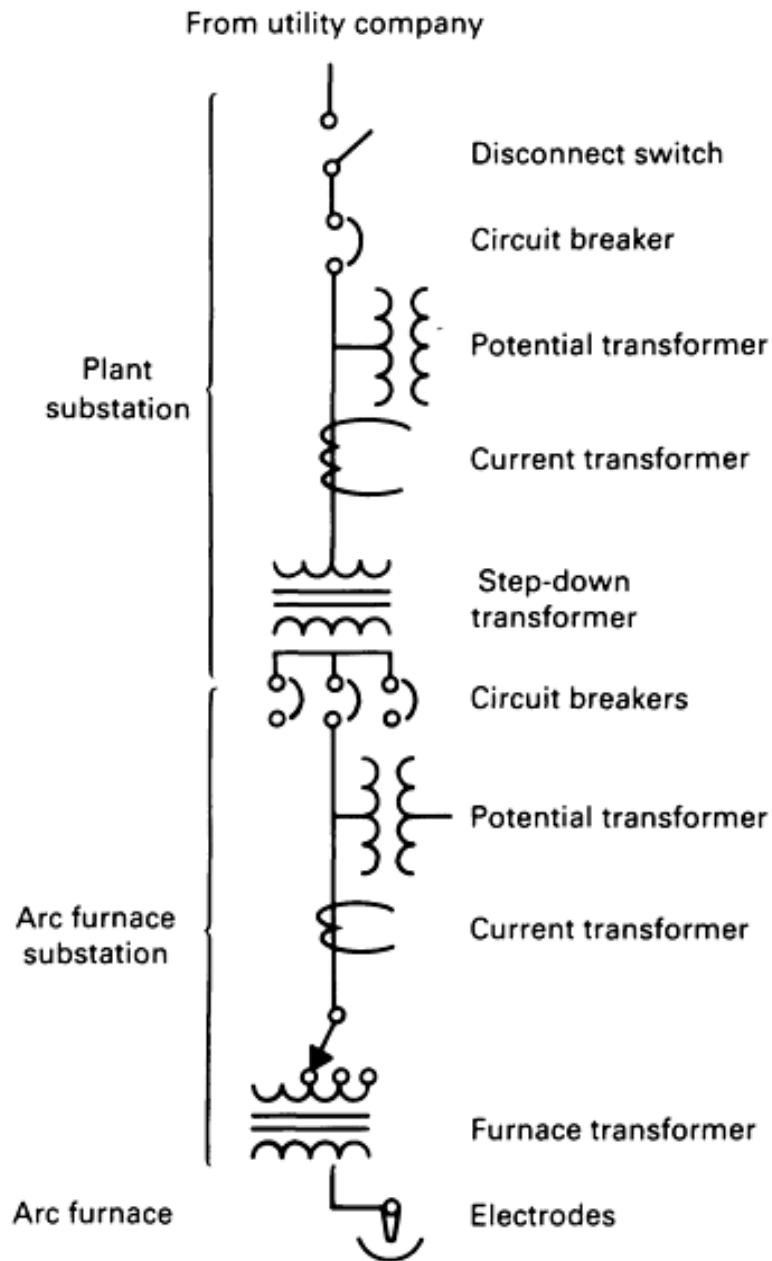 From utility company
Disconnect switch
Circuit breaker
Potential transformer
Plant
substation
Current transformer
Step-down
transformer
Circuit breakers
Potential transformer
Arc furnace
substation
Current transformer
Furnace transformer
Arc furnace
Electrodes